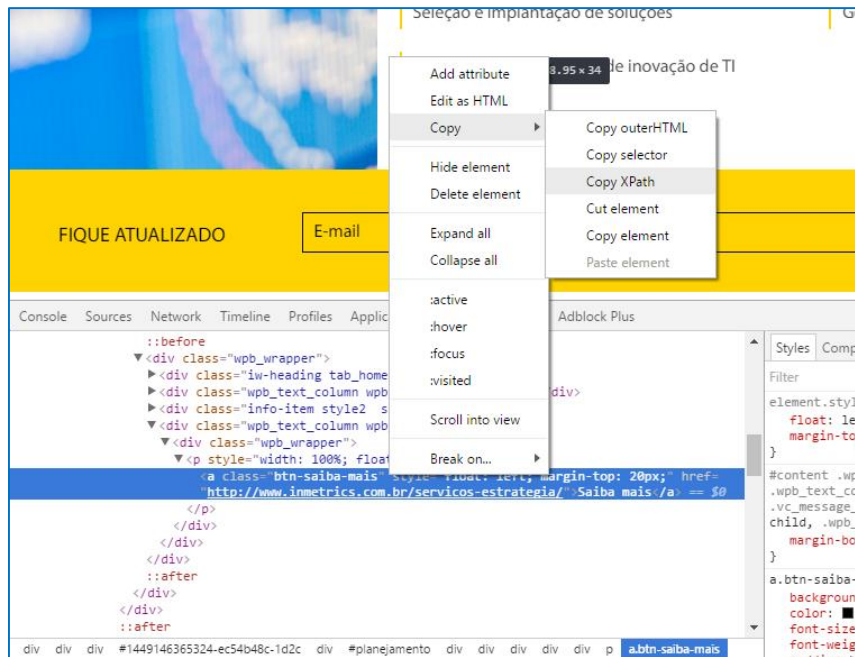 Seleção e implantação de soluções
G
de inovação de TI
8.95 × 34
Add attribute
Edit as HTML
Copy
Hide element
Delete element
Expand all
Collapse all
:active
:hover
:focus
:visited
Scroll into view
Break on...
Copy outerHTML
Copy selector
Copy XPath
Cut element
Copy element
Paste element
FIQUE ATUALIZADO
E-mail
Console Sources Network Timeline Profiles Applic Adblock Plus
::before
▼<div class="wpb_wrapper">
▶<div class="iw-heading tab_home
▶<div class="wpb_text_column wpb div>
▶<div class="info-item style2 s
▼<div class="wpb_text_column wpb
▼<div class="wpb_wrapper">
▼<p style="width: 100%; float
<a class="btn-saiba-mais" style="float: left; margin-top: 20px;" href=
"http://www.inmetrics.com.br/servicos-estrategia/">Saiba mais</a> == $0
</p>
</div>
</div>
</div>
::after
</div>
</div>
::after
div div div #1449146365324-ec54b48c-1d2c div #planejamento div div div div div p a.btn-saiba-mais
Styles Comp
Filter
element.styl
float: le
margin-to
}
#content .wp
.wpb_text_co
.vc_message_
child, .wpb_
margin-bo
}
a.btn-saiba-
backgroun
color:
font-size
font-weig